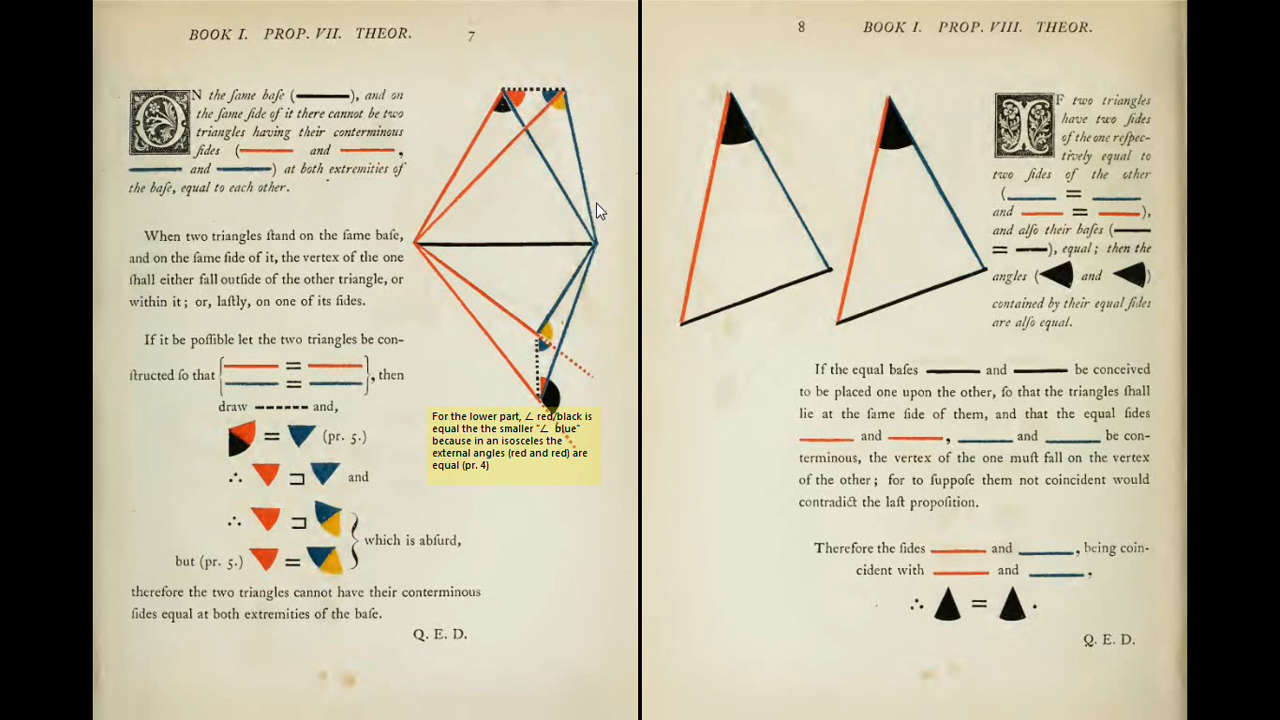 BOOK I. PROP. VII. THEOR. 7
ON the ſame baſe ( ), and on
the ſame ſide of it there cannot be two
triangles having their conterminous
ſides ( and ,
and ) at both extremities of
the baſe, equal to each other.
When two triangles ſtand on the ſame baſe,
and on the ſame ſide of it, the vertex of the one
ſhall either fall outſide of the other triangle, or
within it; or, laſtly, on one of its ſides.
If it be poſſible let the two triangles be con-
ſtructed ſo that { = = }, then
draw and,
= (pr. 5.)
∴ ⊐ and
∴ ⊐
which is abſurd,
but (pr. 5.) =
therefore the two triangles cannot have their conterminous
ſides equal at both extremities of the baſe.
Q. E. D.
For the lower part, ∠ red/black is
equal the the smaller "∠ blue"
because in an isosceles the
external angles (red and red) are
equal (pr. 4)
8 BOOK I. PROP. VIII. THEOR.
IF two triangles
have two ſides
of the one reſpec-
tively equal to
two ſides of the other
( =
and = ),
and alſo their baſes (
= ), equal; then the
angles ( and )
contained by their equal ſides
are alſo equal.
If the equal baſes and be conceived
to be placed one upon the other, ſo that the triangles ſhall
lie at the ſame ſide of them, and that the equal ſides
and , and be con-
terminous, the vertex of the one muſt fall on the vertex
of the other; for to ſuppoſe them not coincident would
contradict the laſt propoſition.
Therefore the ſides and , being coin-
cident with and ,
∴ = .
Q. E. D.